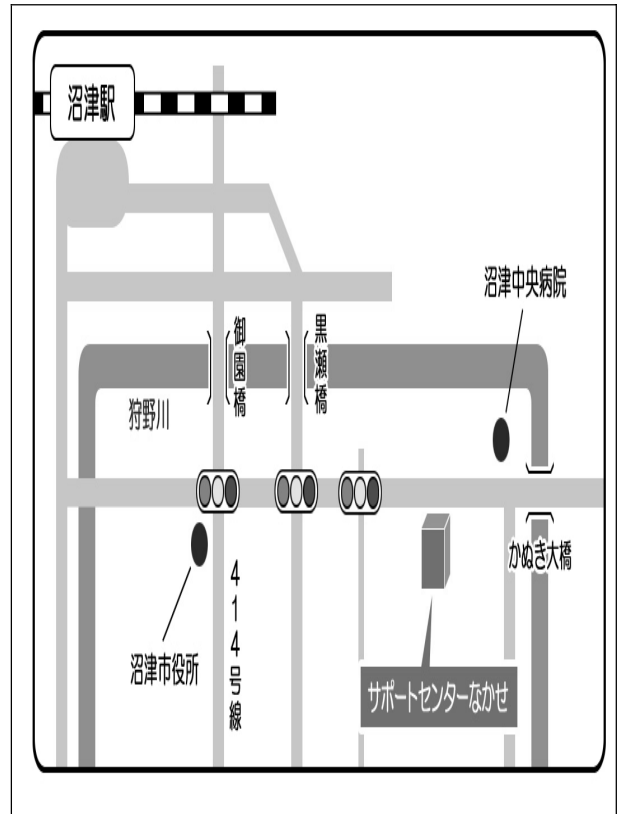 沼津駅
沼津中央病院
御園橋
黒瀬橋
狩野川
かぬき大橋
沼津市役所
414号線
サポートセンターなかせ